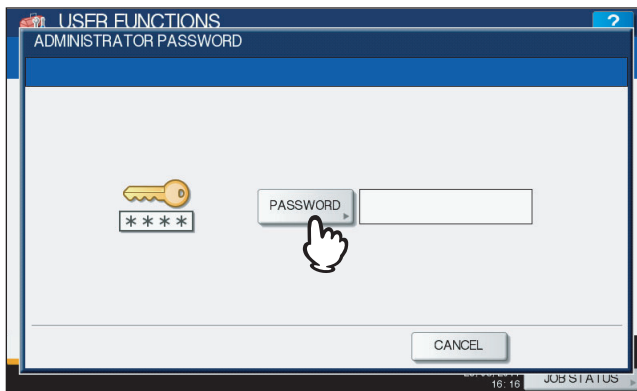 USER FUNCTIONS
?
ADMINISTRATOR PASSWORD
PASSWORD
****
CANCEL
16:16
JOB STATUS